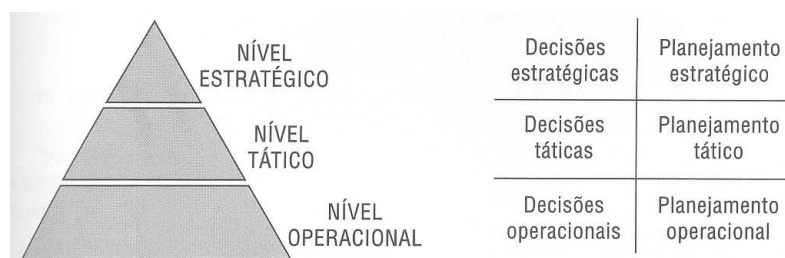 NÍVEL
ESTRATÉGICO
NÍVEL
TÁTICO
NÍVEL
OPERACIONAL
Decisões
estratégicas
Planejamento
estratégico
Decisões
táticas
Planejamento
tático
Decisões
operacionais
Planejamento
operacional